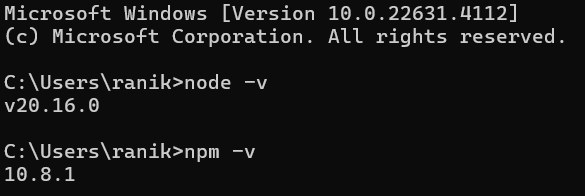 Microsoft Windows [Version 10.0.22631.4112]
(c) Microsoft Corporation. All rights reserved.
C:\Users\ranik>node -v
v20.16.0
C:\Users\ranik>npm -v
10.8.1